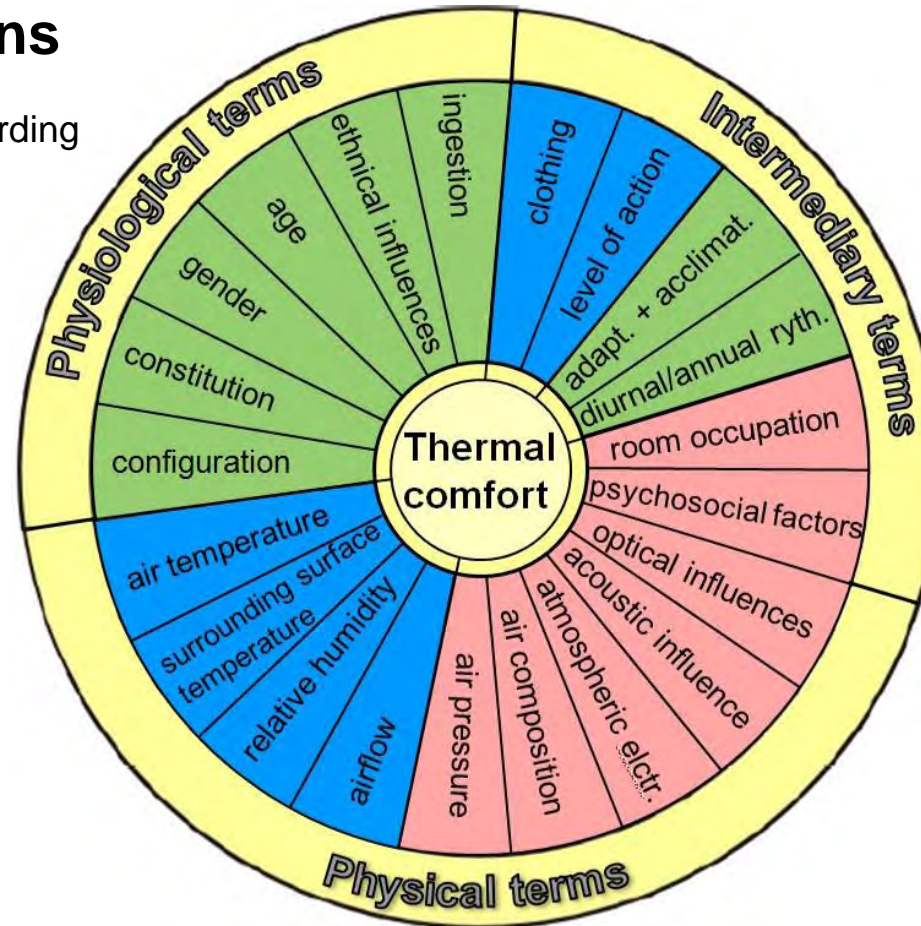 ns
rding
Physiological terms
Intermediary terms
Physical terms
Thermal
comfort
ingestion
ethnical influences
age
gender
constitution
configuration
clothing
level of action
adapt. + acclimat.
diurnal/annual ryth.
room occupation
psychosocial factors
optical influences
acoustic influence
atmospheric elctr.
air composition
air pressure
airflow
relative humidity
surrounding surface
temperature
air temperature